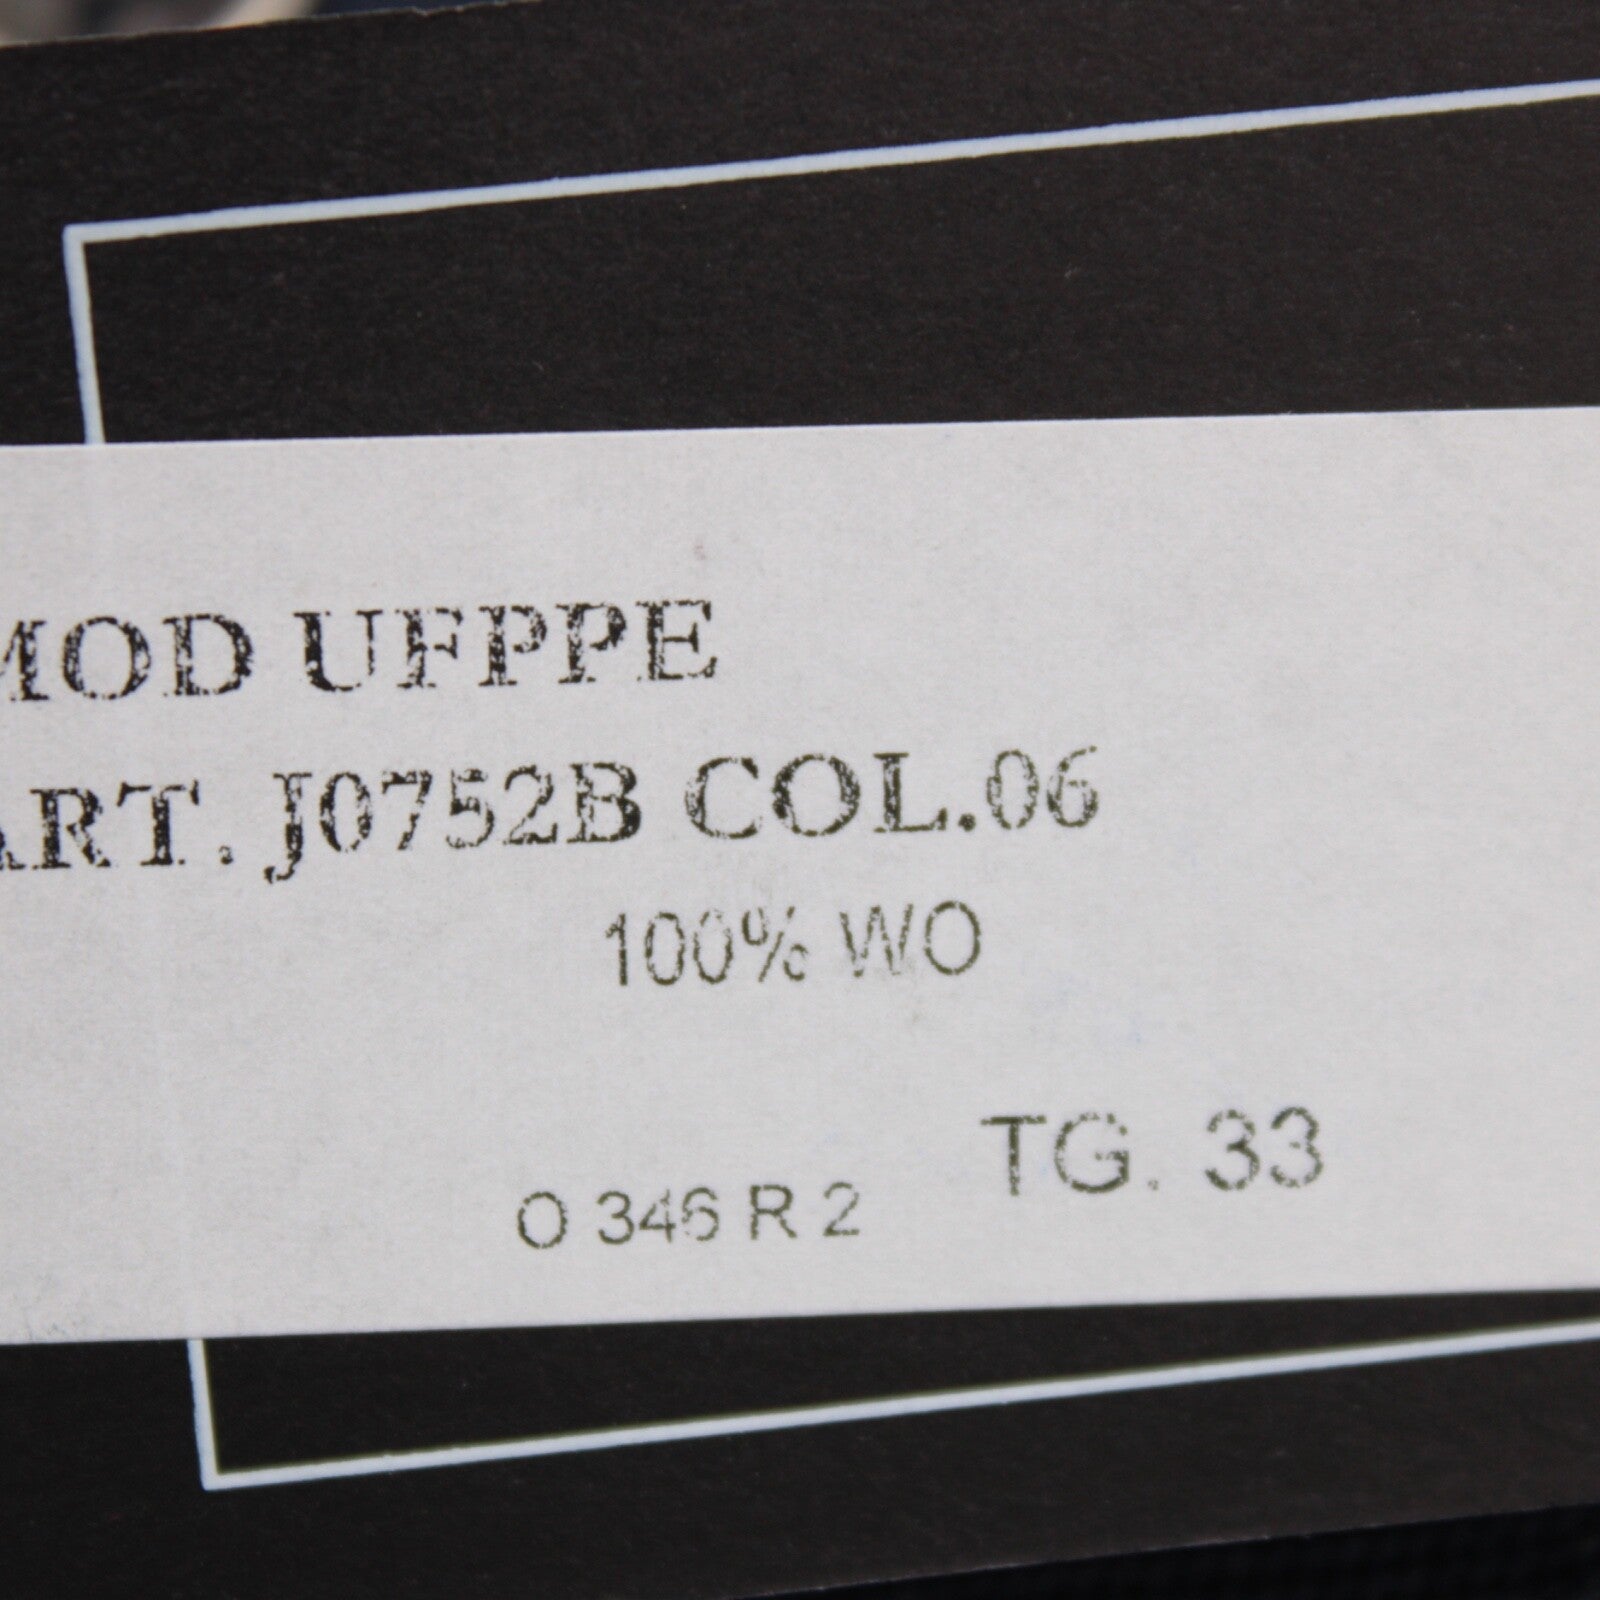 MOD UFPPE
ART. J0752B COL.06
100% WO
TG. 33
O 346 R 2